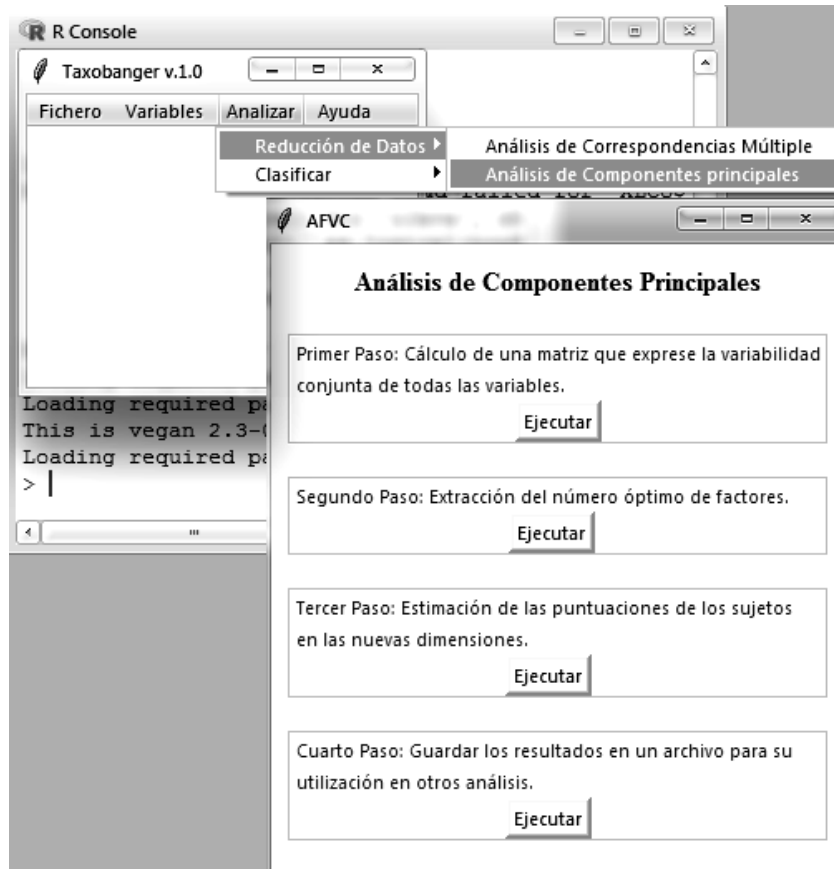 R Console
Taxobanger v.1.0
Fichero Variables Analizar Ayuda
Reducción de Datos
Análisis de Correspondencias Múltiple
Clasificar
Análisis de Componentes principales
AFVC
Análisis de Componentes Principales
Primer Paso: Cálculo de una matriz que exprese la variabilidad
conjunta de todas las variables.
Ejecutar
Loading required pa
This is vegan 2.3-0
Loading required pa
>
Segundo Paso: Extracción del número óptimo de factores.
Ejecutar
Tercer Paso: Estimación de las puntuaciones de los sujetos
en las nuevas dimensiones.
Ejecutar
Cuarto Paso: Guardar los resultados en un archivo para su
utilización en otros análisis.
Ejecutar